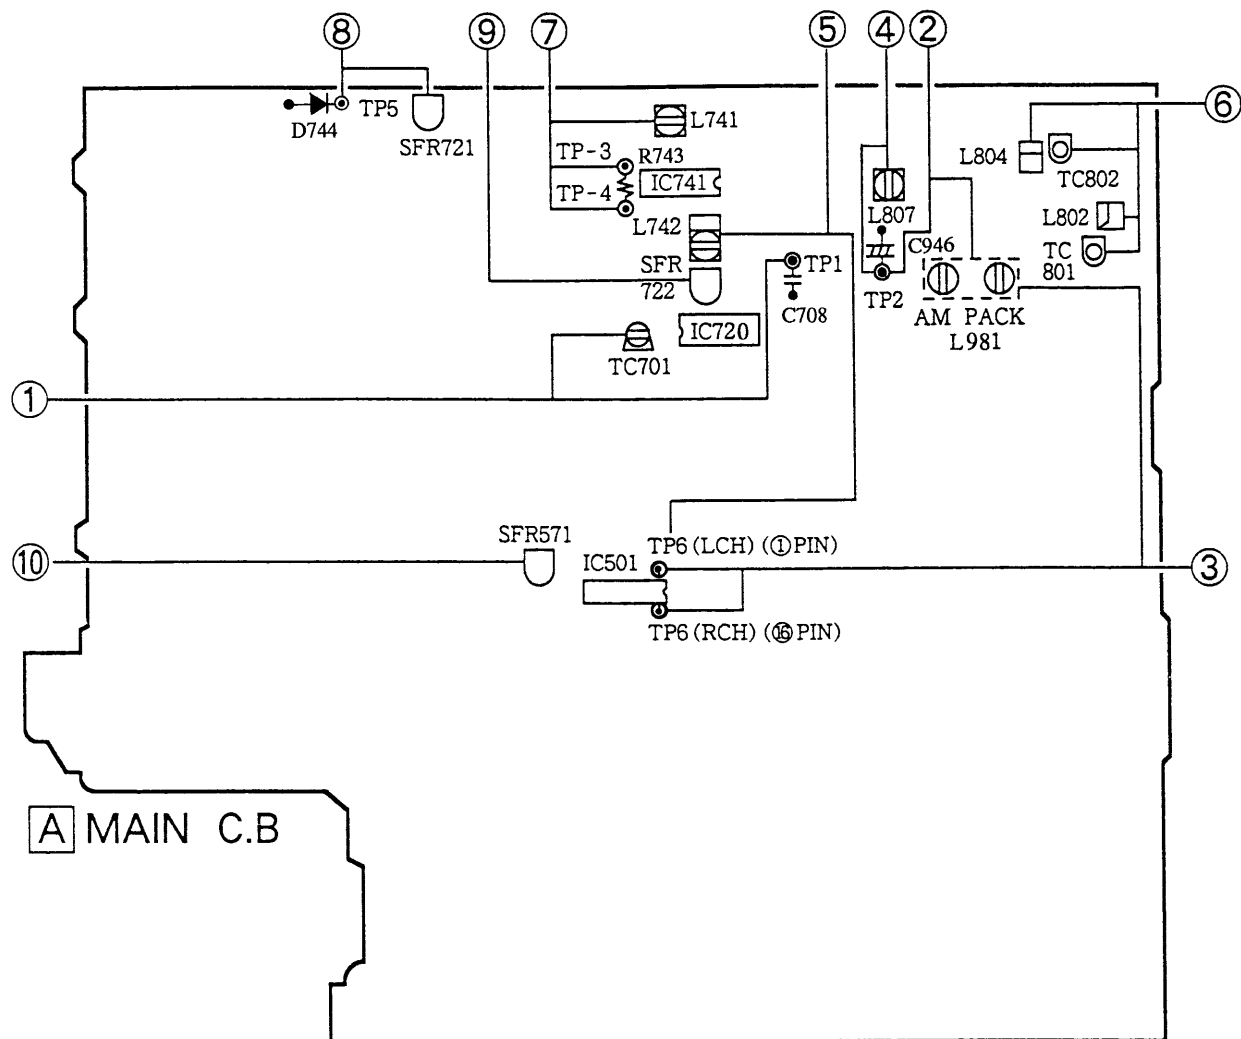 ⑧ ⑨ ⑦ ⑤ ④ ②
⑥
D744
TP5
SFR721
L741
TP-3
R743
IC741
TP-4
L742
SFR
722
TP1
C708
IC720
TC701
L807
C946
TP2
AM PACK
L981
L804
TC802
L802
TC
801
①
SFR571
⑩
TP6 (LCH) (①PIN)
IC501
③
TP6 (RCH) (⑯PIN)
A MAIN C.B